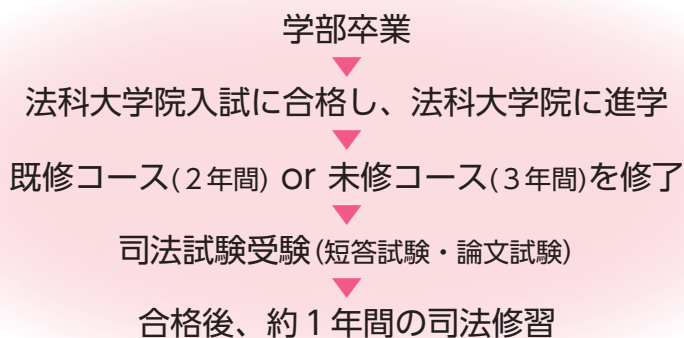 学部卒業
法科大学院入試に合格し、法科大学院に進学
既修コース(2年間) or 未修コース(3年間)を修了
司法試験受験(短答試験・論文試験)
合格後、約1年間の司法修習